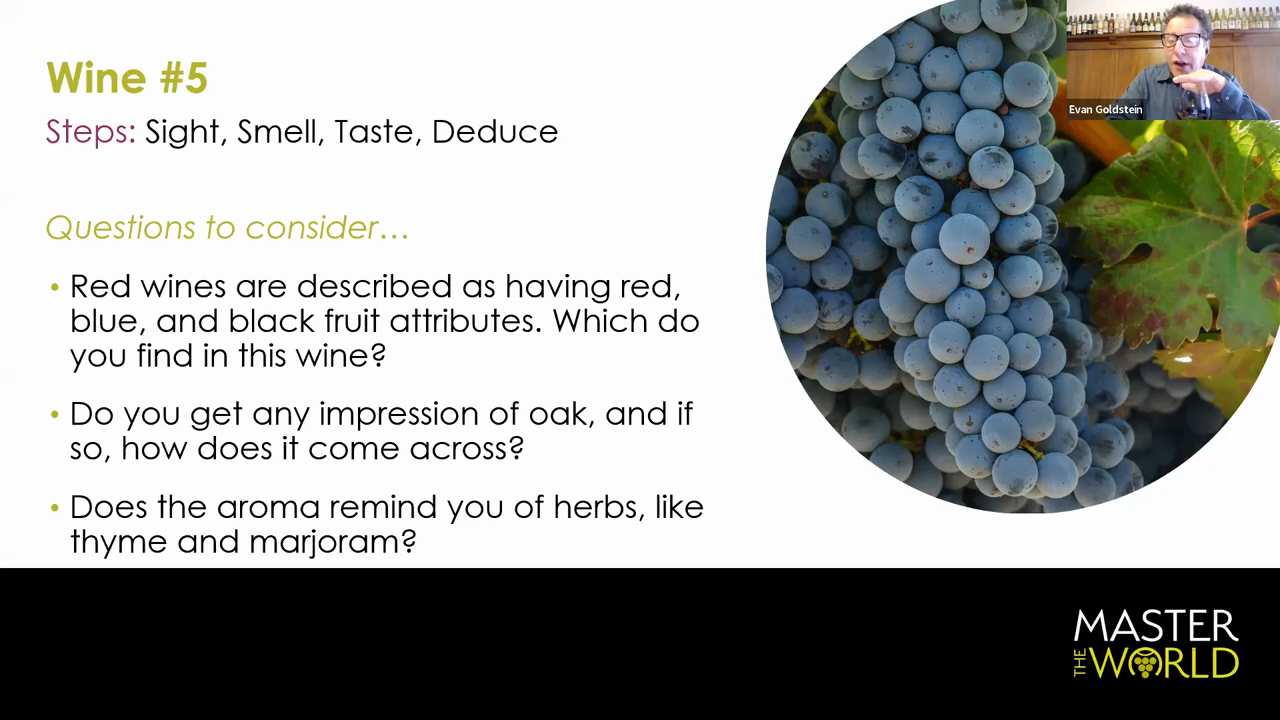 Wine #5
Steps: Sight, Smell, Taste, Deduce
Questions to consider…
• Red wines are described as having red,
blue, and black fruit attributes. Which do
you find in this wine?
• Do you get any impression of oak, and if
so, how does it come across?
• Does the aroma remind you of herbs, like
thyme and marjoram?
Evan Goldstein
MASTER
THE WORLD